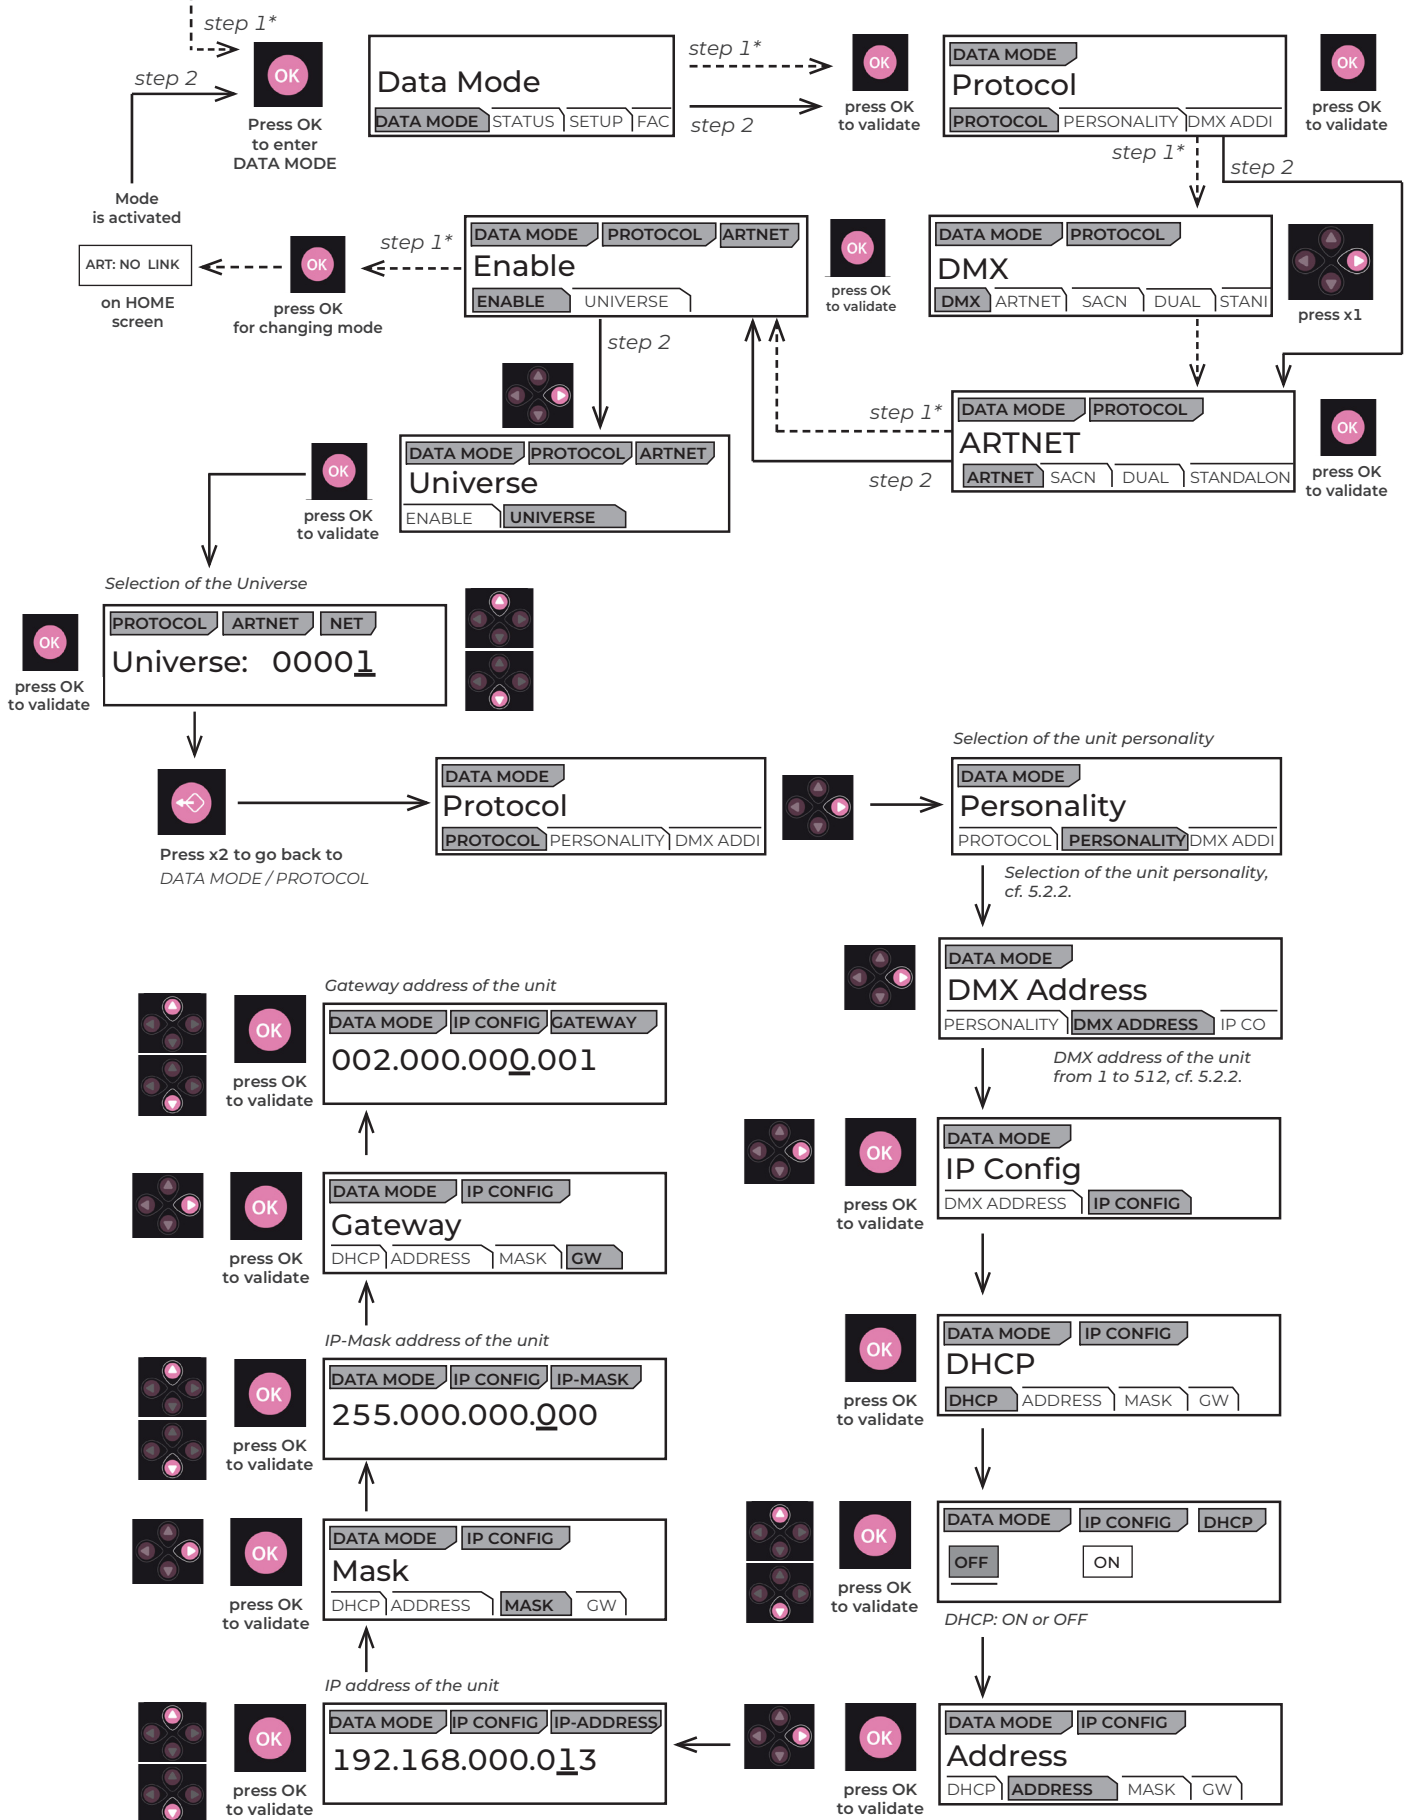 step 1*
step 2
OK
Press OK
to enter
DATA MODE
Mode
is activated
Data Mode
DATA MODE STATUS SETUP FAC
step 1*
step 2
OK
press OK
to validate
DATA MODE
Protocol
PROTOCOL PERSONALITY DMX ADDI
OK
press OK
to validate
step 1*
step 2
ART: NO LINK
on HOME
screen
OK
press OK
for changing mode
step 1*
DATA MODE PROTOCOL ARTNET
Enable
ENABLE UNIVERSE
OK
press OK
to validate
DATA MODE PROTOCOL
DMX
DMX ARTNET SACN DUAL STANI
press x1
step 2
step 1*
step 2
DATA MODE PROTOCOL
ARTNET
ARTNET SACN DUAL STANDALON
OK
press OK
to validate
OK
press OK
to validate
DATA MODE PROTOCOL ARTNET
Universe
ENABLE UNIVERSE
Selection of the Universe
OK
press OK
to validate
PROTOCOL ARTNET NET
Universe: 00001
Press x2 to go back to
DATA MODE / PROTOCOL
DATA MODE
Protocol
PROTOCOL PERSONALITY DMX ADDI
Selection of the unit personality
DATA MODE
Personality
PROTOCOL PERSONALITY DMX ADDI
Selection of the unit personality,
cf. 5.2.2.
DATA MODE
DMX Address
PERSONALITY DMX ADDRESS IP CO
DMX address of the unit
from 1 to 512, cf. 5.2.2.
OK
press OK
to validate
DATA MODE
IP Config
DMX ADDRESS IP CONFIG
OK
press OK
to validate
DATA MODE IP CONFIG
DHCP
DHCP ADDRESS MASK GW
OK
press OK
to validate
DATA MODE IP CONFIG DHCP
OFF ON
DHCP: ON or OFF
OK
press OK
to validate
DATA MODE IP CONFIG
Address
DHCP ADDRESS MASK GW
IP address of the unit
OK
press OK
to validate
DATA MODE IP CONFIG IP-ADDRESS
192.168.000.013
OK
press OK
to validate
DATA MODE IP CONFIG
Mask
DHCP ADDRESS MASK GW
IP-Mask address of the unit
OK
press OK
to validate
DATA MODE IP CONFIG IP-MASK
255.000.000.000
OK
press OK
to validate
DATA MODE IP CONFIG
Gateway
DHCP ADDRESS MASK GW
Gateway address of the unit
OK
press OK
to validate
DATA MODE IP CONFIG GATEWAY
002.000.000.001